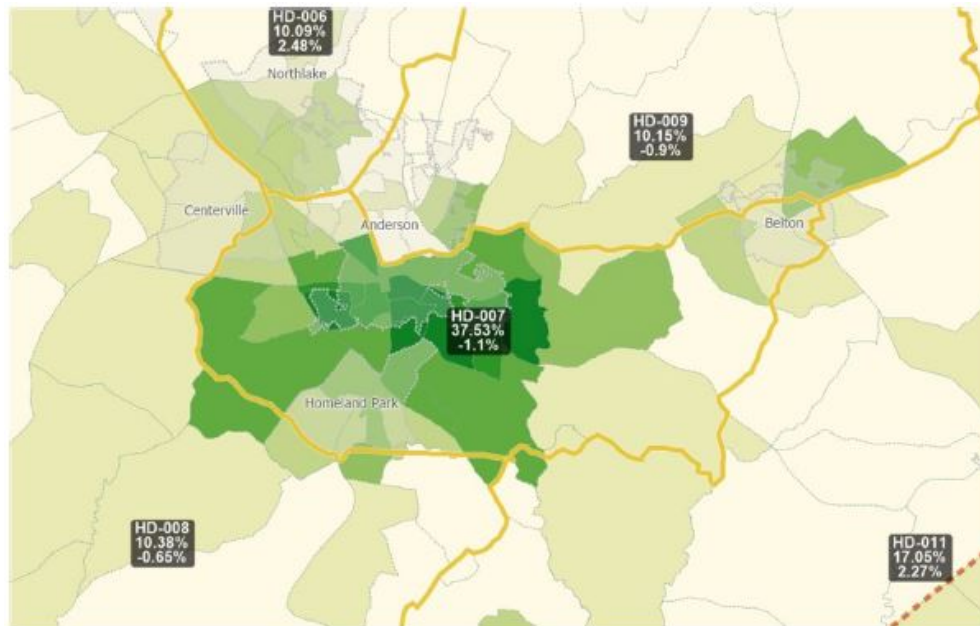 HD-006
10.09%
2.48%
Northlake
HD-009
10.15%
-0.9%
Centerville
Anderson
Belton
HD-007
37.53%
-1.1%
Homeland Park
HD-008
10.38%
-0.65%
HD-011
17.05%
2.27%